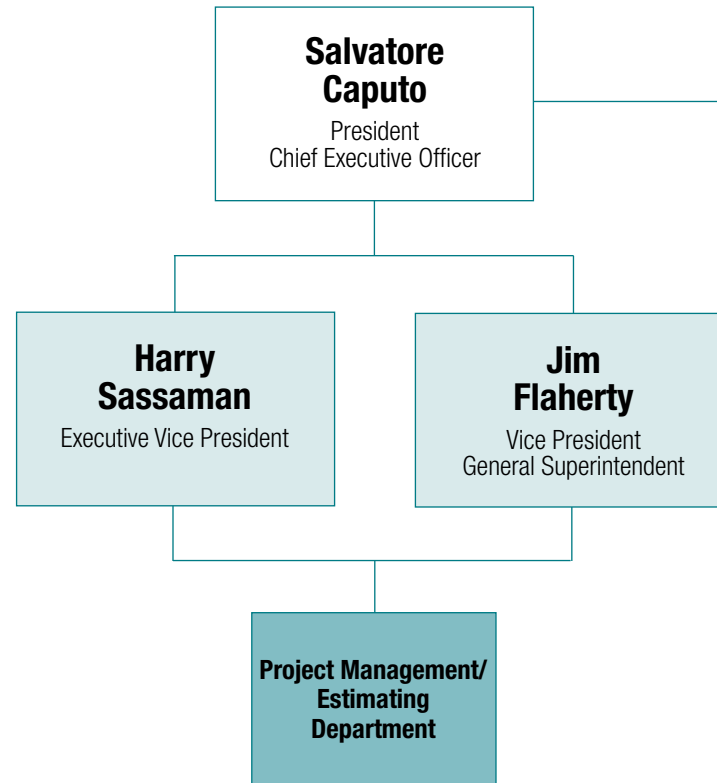 Salvatore
Caputo
President
Chief Executive Officer
Harry
Sassaman
Executive Vice President
Jim
Flaherty
Vice President
General Superintendent
Project Management/
Estimating
Department